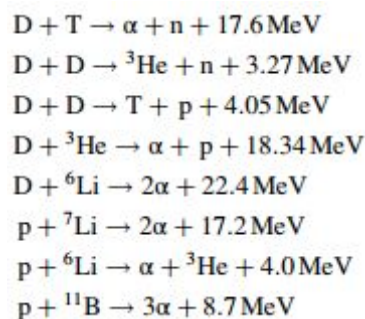 D + T → α + n + 17.6 MeV
D + D → ³He + n + 3.27 MeV
D + D → T + p + 4.05 MeV
D + ³He → α + p + 18.34 MeV
D + ⁶Li → 2α + 22.4 MeV
p + ⁷Li → 2α + 17.2 MeV
p + ⁶Li → α + ³He + 4.0 MeV
p + ¹¹B → 3α + 8.7 MeV